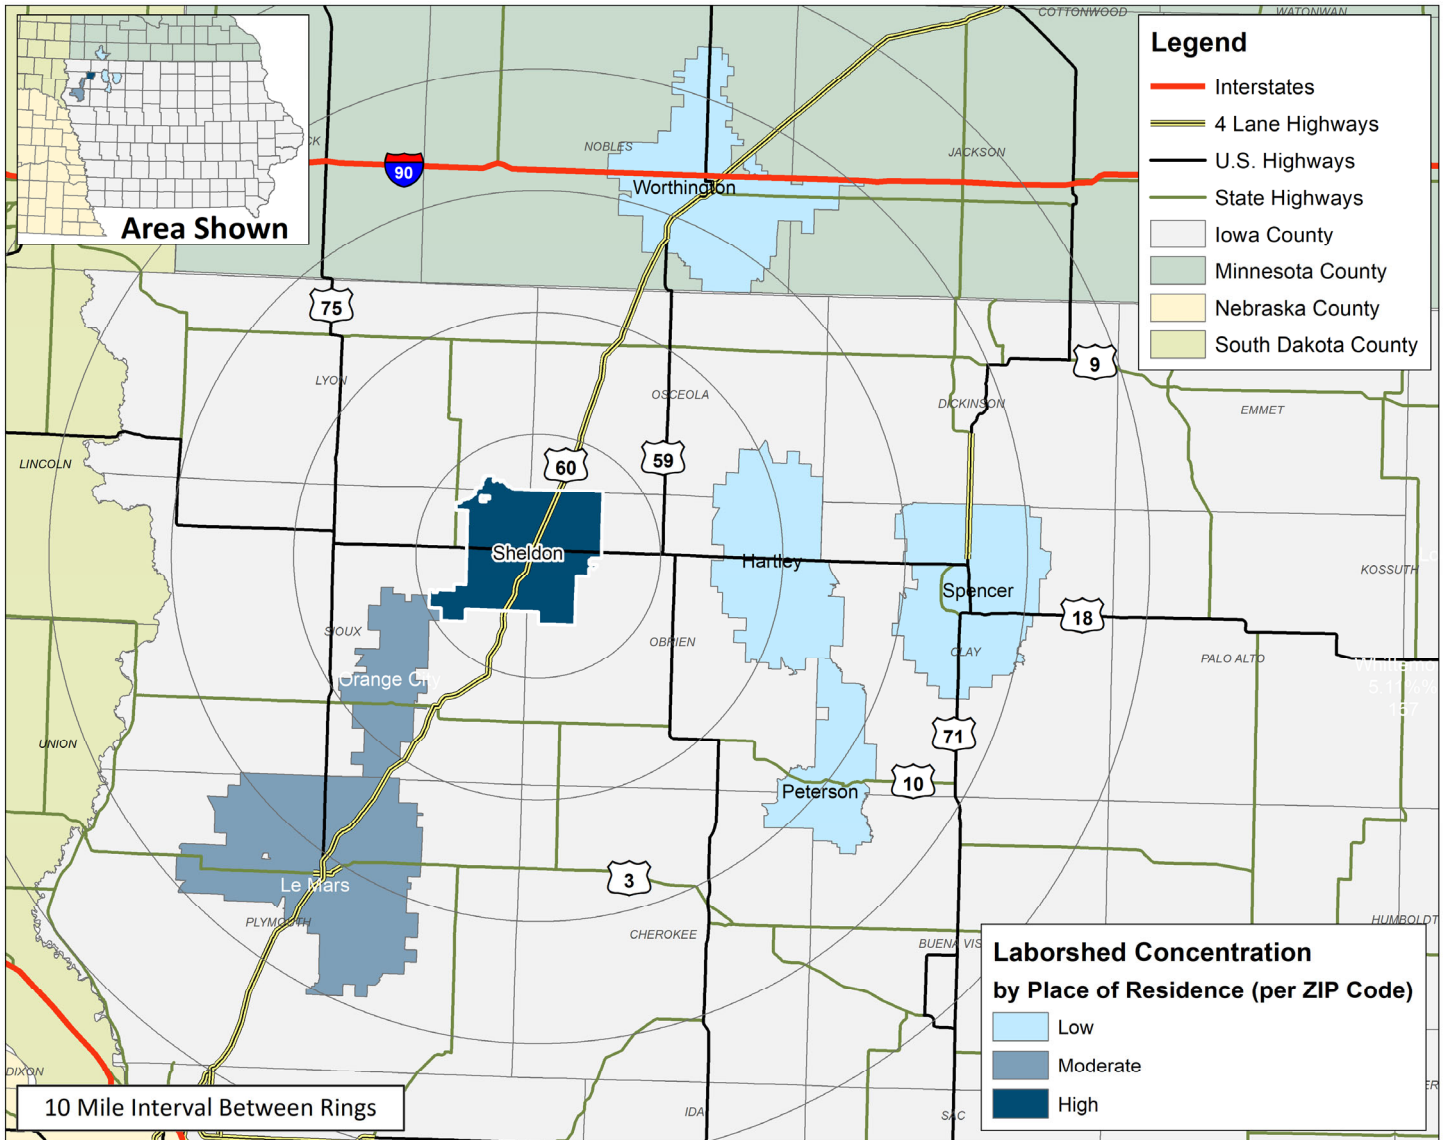 COTTONWOOD
WATONWAN
Legend
Interstates
4 Lane Highways
U.S. Highways
State Highways
Iowa County
Minnesota County
Nebraska County
South Dakota County
Area Shown
CK
90
NOBLES
JACKSON
Worthington
75
9
LYON
OSCEOLA
DICKINSON
EMMET
LINCOLN
60
59
Sheldon
Hartley
Spencer
KOSSUTH
18
SIOUX
OBRIEN
CLAY
PALO ALTO
Orange City
5.11%%
UNION
71
10
Peterson
Le Mars
3
PLYMOUTH
CHEROKEE
BUENA VIS
HUMBOLDT
Laborshed Concentration
by Place of Residence (per ZIP Code)
Low
Moderate
High
DIXON
10 Mile Interval Between Rings
IDA
SAC
ER